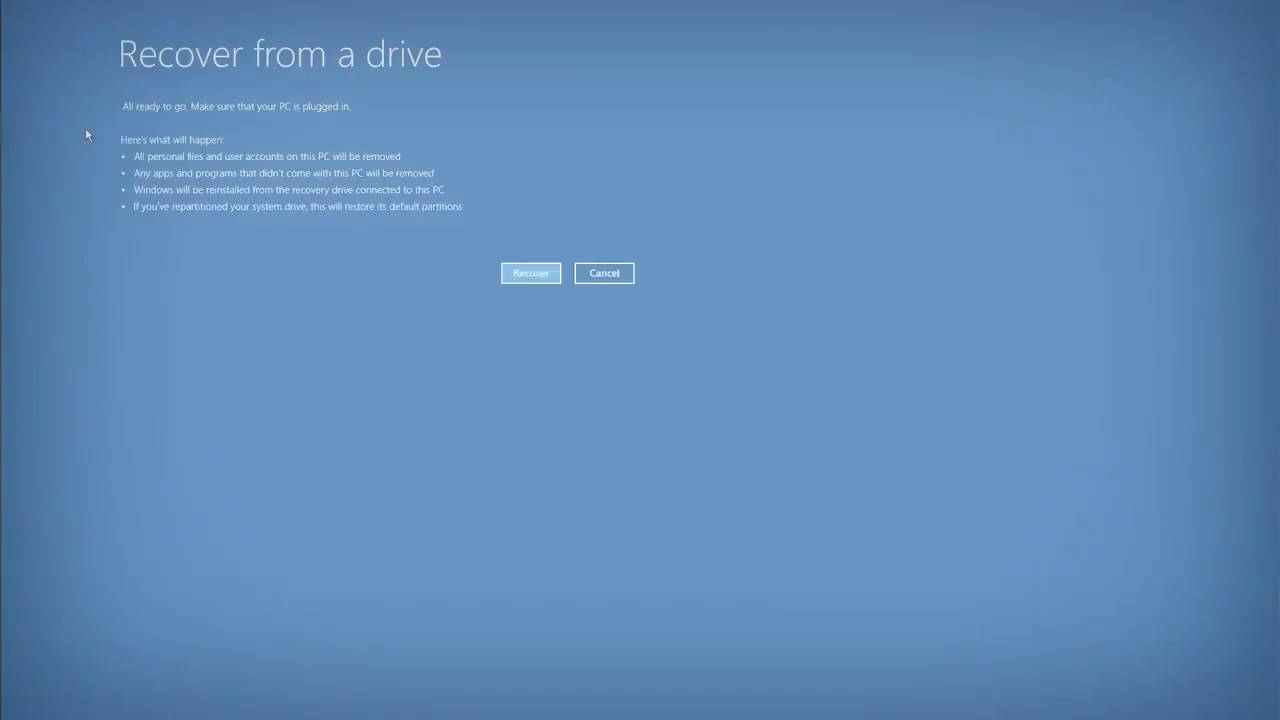 Recover from a drive
All ready to go. Make sure that your PC is plugged in.
Here's what will happen:
• All personal files and user accounts on this PC will be removed
• Any apps and programs that didn't come with this PC will be removed
• Windows will be reinstalled from the recovery drive connected to this PC
• If you've repartitioned your system drive, this will restore its default partitions
Recover Cancel